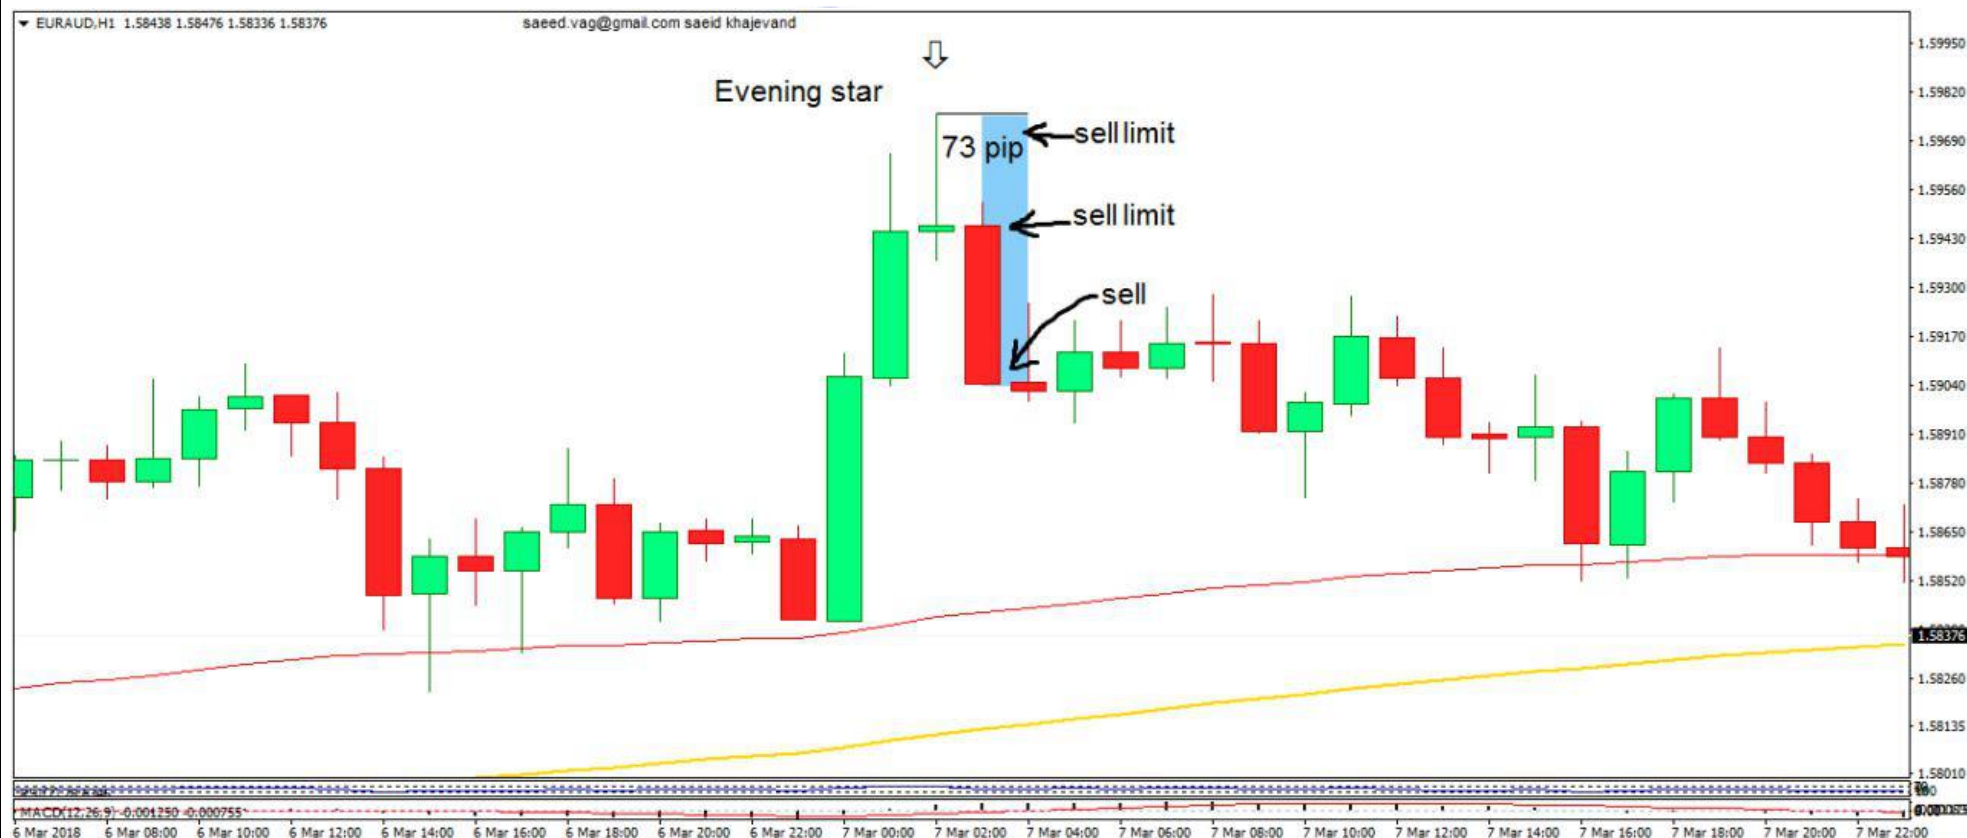 EURAUD,H1 1.58438 1.58476 1.58336 1.58376
saeed.vag@gmail.com saeid khajevand
Evening star
73 pip
sell limit
sell limit
sell
1.59950
1.59820
1.59690
1.59560
1.59430
1.59300
1.59170
1.59040
1.58910
1.58780
1.58650
1.58520
1.58376
1.58260
1.58135
1.58010
MACD(12,26,9) -0.001250 -0.000755
6 Mar 2018
6 Mar 08:00
6 Mar 10:00
6 Mar 12:00
6 Mar 14:00
6 Mar 16:00
6 Mar 18:00
6 Mar 20:00
6 Mar 22:00
7 Mar 00:00
7 Mar 02:00
7 Mar 04:00
7 Mar 06:00
7 Mar 08:00
7 Mar 10:00
7 Mar 12:00
7 Mar 14:00
7 Mar 16:00
7 Mar 18:00
7 Mar 20:00
7 Mar 22:00